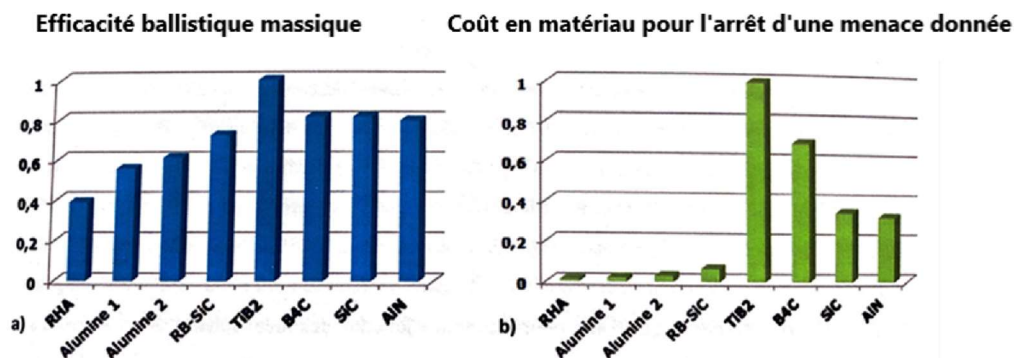 Efficacité ballistique massique
Coût en matériau pour l'arrêt d'une menace donnée
1
0,8
0,6
0,4
0,2
0
RHA
Alumine 1
Alumine 2
RB-SiC
TIB2
B4C
SiC
AlN
a)
1
0,8
0,6
0,4
0,2
0
RHA
Alumine 1
Alumine 2
RB-SiC
TIB2
B4C
SiC
AlN
b)